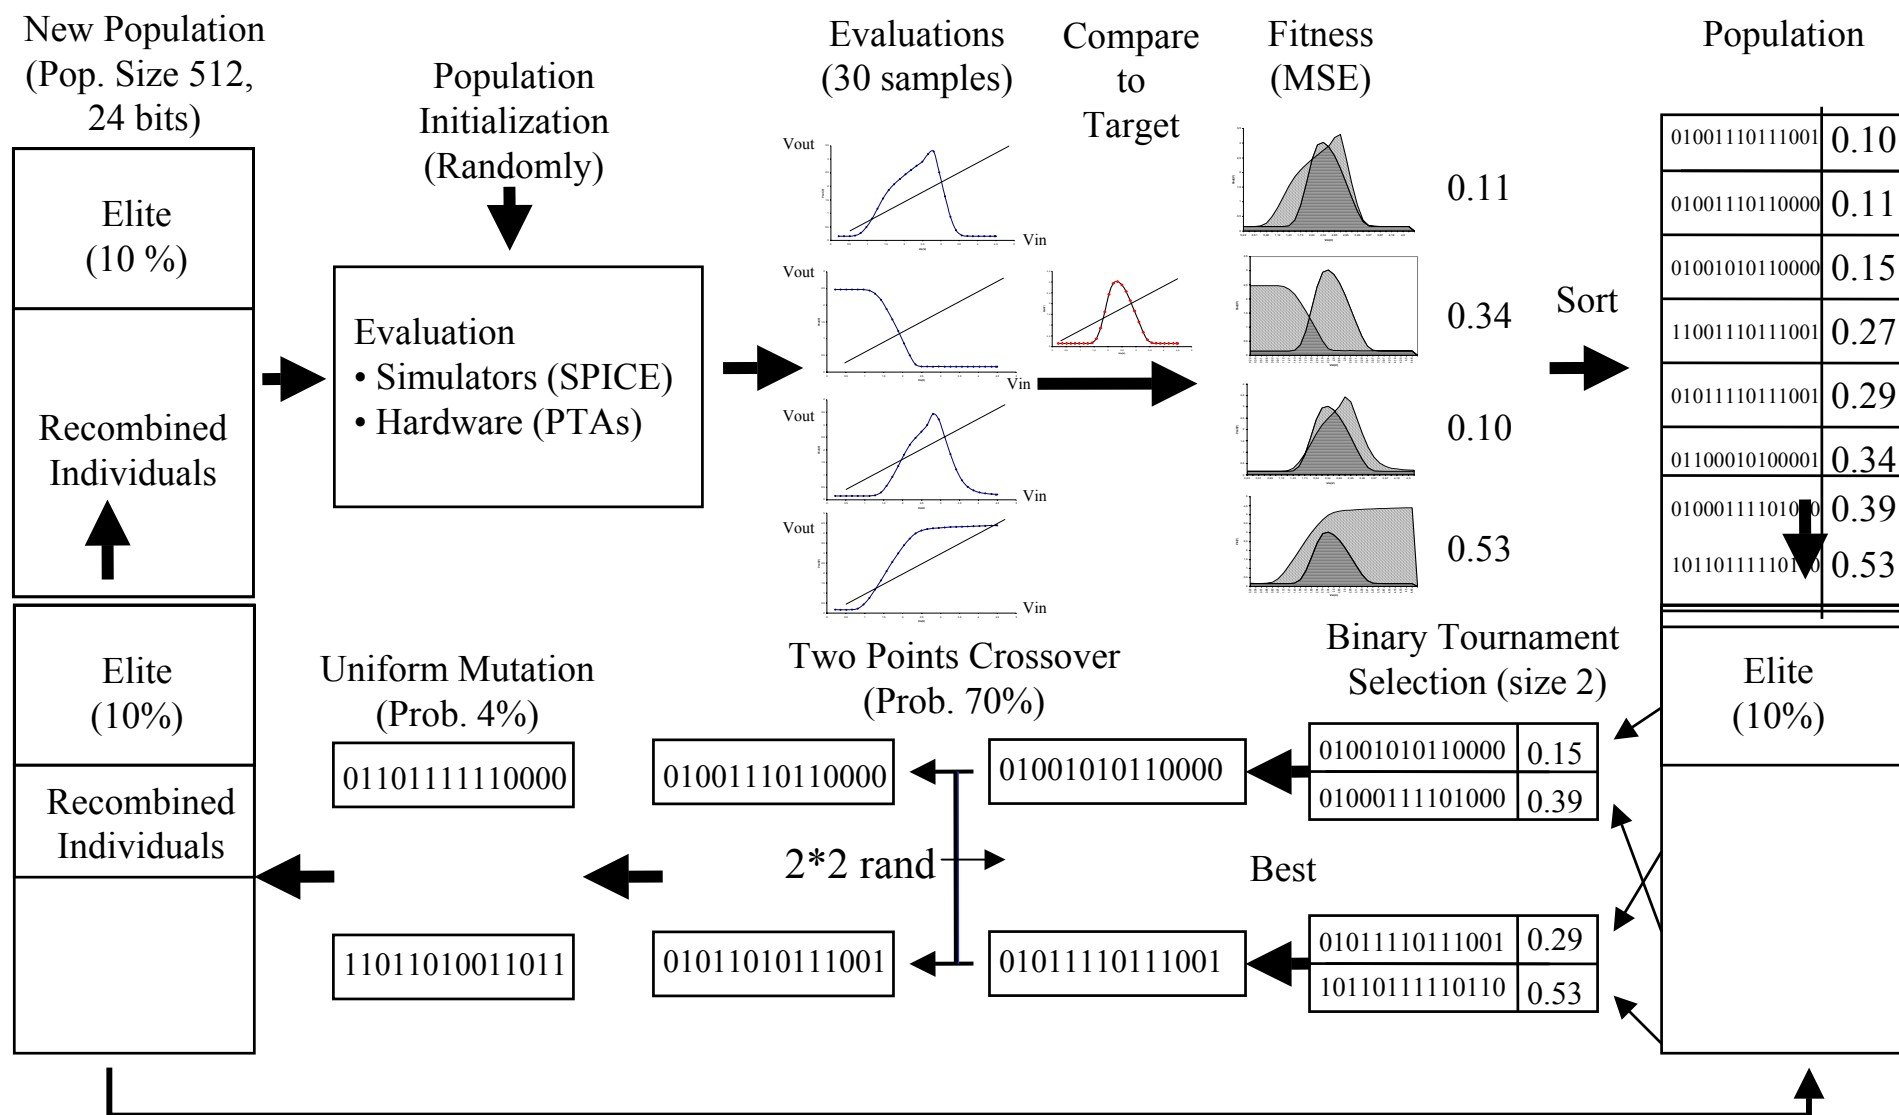 New Population
(Pop. Size 512,
24 bits)
Elite
(10 %)
Recombined
Individuals
Population
Initialization
(Randomly)
Evaluation
• Simulators (SPICE)
• Hardware (PTAs)
Evaluations
(30 samples)
Vout
Vin
Vout
Vin
Vout
Vin
Vout
Vin
Compare
to
Target
Fitness
(MSE)
0.11
0.34
0.10
0.53
Sort
Population
01001110111001 0.10
01001110110000 0.11
01001010110000 0.15
11001110111001 0.27
01011110111001 0.29
01100010100001 0.34
0.39
0.53
Elite
(10%)
Binary Tournament
Selection (size 2)
01001010110000 0.15
01000111101000 0.39
Best
01011110111001 0.29
10110111110110 0.53
Two Points Crossover
(Prob. 70%)
01001010110000
01001110110000
2*2 rand
01011110111001
01011010111001
Uniform Mutation
(Prob. 4%)
01101111110000
11011010011011
Elite
(10%)
Recombined
Individuals